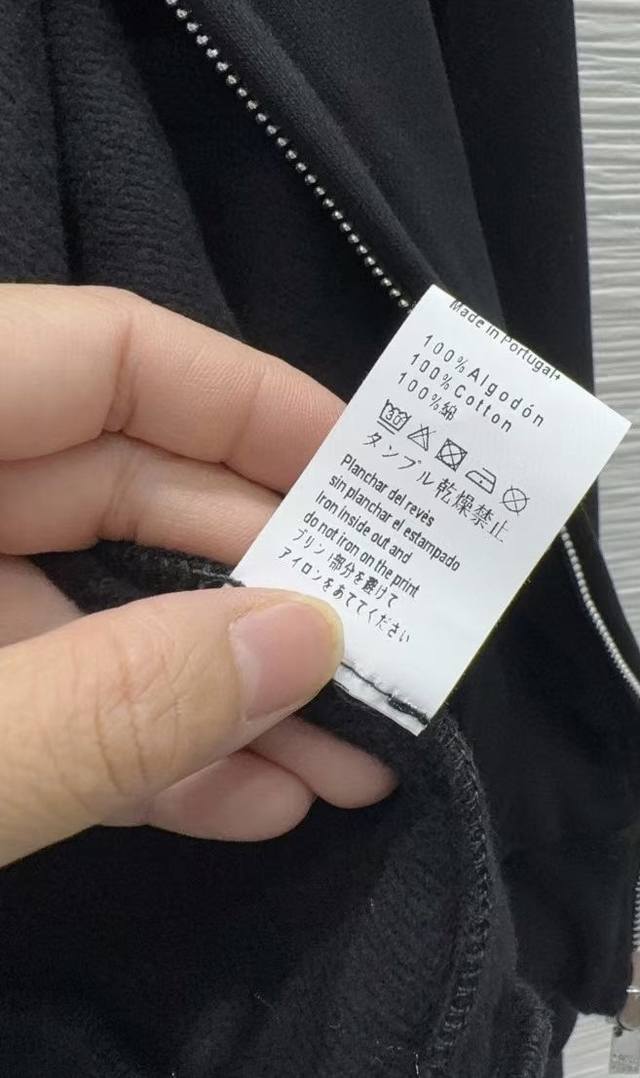 Made in Portugal+
100% Algodón
100% Cotton
100%綿
30
タンブル乾燥禁止
Planchar del revès
sin planchar el estampado
Iron inside out and
do not iron on the print
プリント部分を避けて
アイロンをあててください